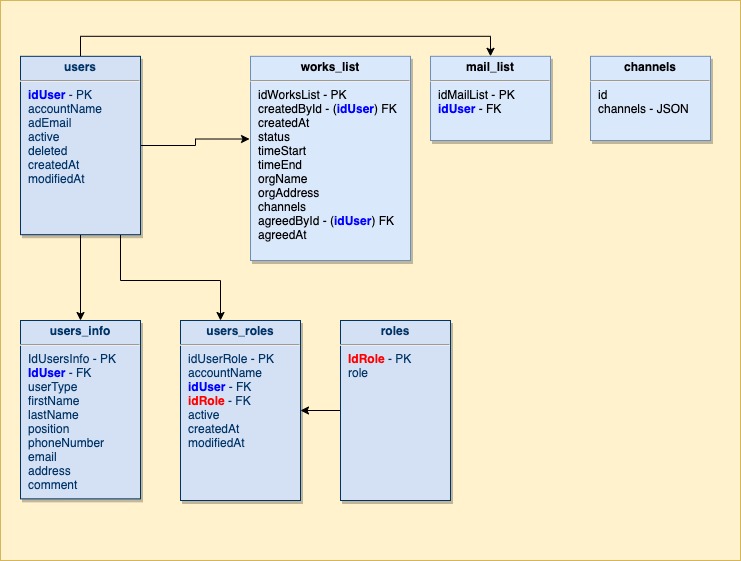 users
idUser - PK
accountName
adEmail
active
deleted
createdAt
modifiedAt
works_list
idWorksList - PK
createdById - (idUser) FK
createdAt
status
timeStart
timeEnd
orgName
orgAddress
channels
agreedById - (idUser) FK
agreedAt
mail_list
idMailList - PK
idUser - FK
channels
id
channels - JSON
users_info
IdUsersInfo - PK
IdUser - FK
userType
firstName
lastName
position
phoneNumber
email
address
comment
users_roles
idUserRole - PK
accountName
idUser - FK
idRole - FK
active
createdAt
modifiedAt
roles
IdRole - PK
role